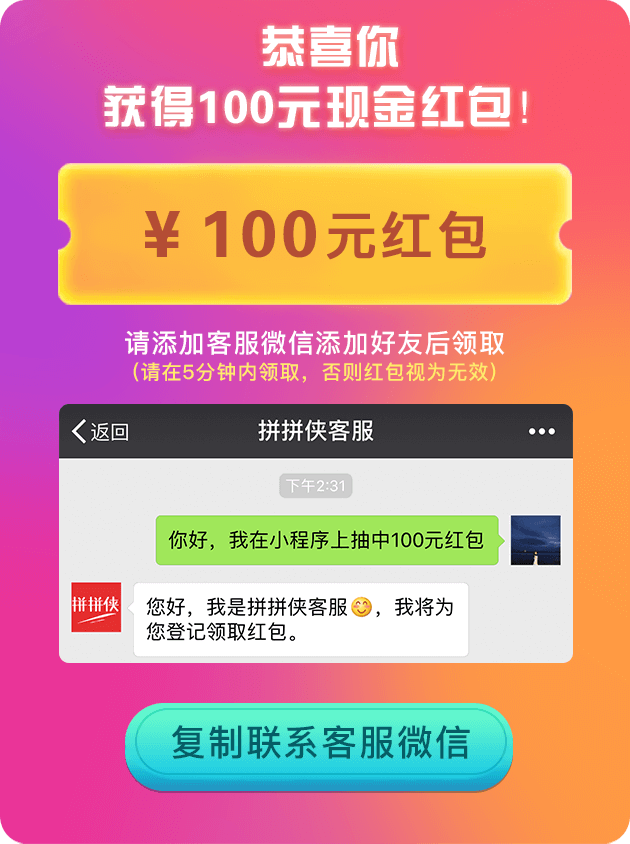 恭喜你
获得100元现金红包!
¥ 100元红包
请添加客服微信添加好友后领取
(请在5分钟内领取，否则红包视为无效)
返回 拼拼侠客服
下午2:31
你好，我在小程序上抽中100元红包
拼拼侠
您好，我是拼拼侠客服😊，我将为
您登记领取红包。
复制联系客服微信